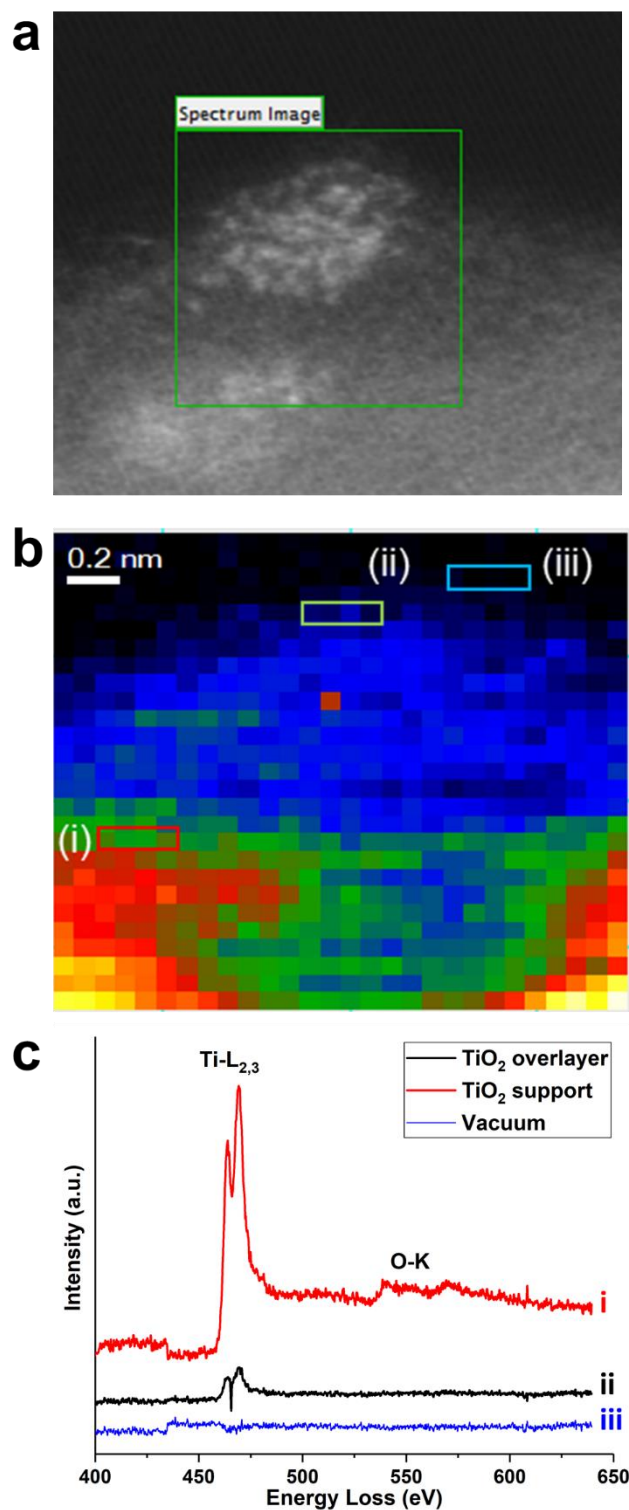 a
Spectrum Image
b
0.2 nm
(ii)
(iii)
(i)
c
Ti-L2,3
TiO2 overlayer
TiO2 support
Vacuum
O-K
Intensity (a.u.)
i
ii
iii
400 450 500 550 600 650
Energy Loss (eV)